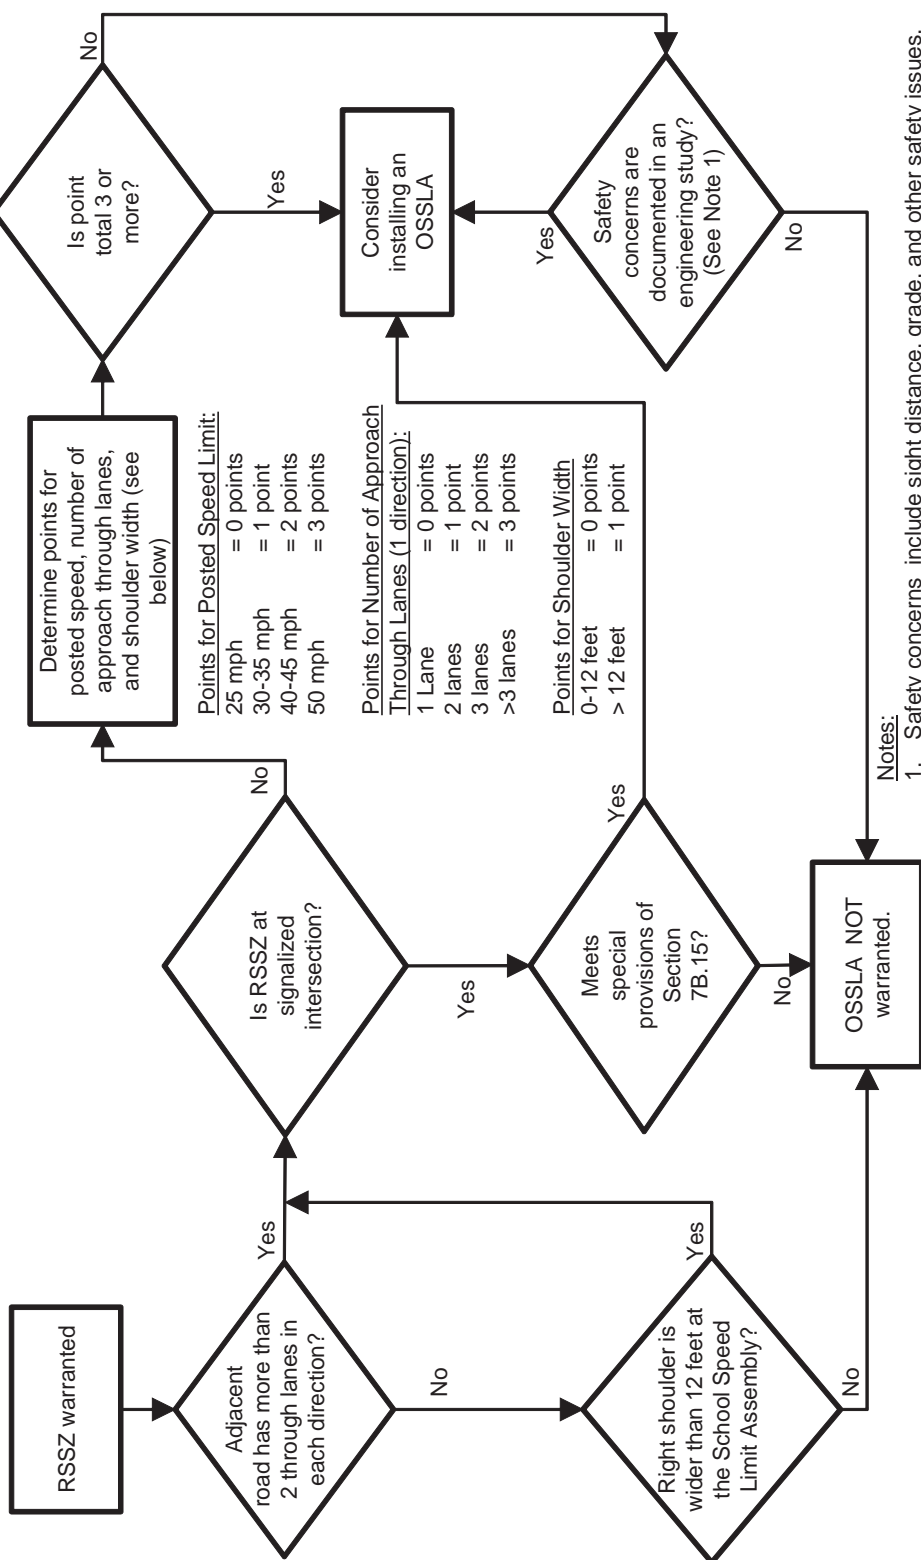 RSSZ warranted
Adjacent
road has more than
2 through lanes in
each direction?
Yes
No
Right shoulder is
wider than 12 feet at
the School Speed
Limit Assembly?
Yes
No
Is RSSZ at
signalized
intersection?
No
Yes
Meets
special
provisions of
Section
7B.15?
Yes
No
OSSLA NOT
warranted.
Determine points for
posted speed, number of
approach through lanes,
and shoulder width (see
below)
Points for Posted Speed Limit:
25 mph = 0 points
30-35 mph = 1 point
40-45 mph = 2 points
50 mph = 3 points
Points for Number of Approach
Through Lanes (1 direction):
1 Lane = 0 points
2 lanes = 1 point
3 lanes = 2 points
>3 lanes = 3 points
Points for Shoulder Width
0-12 feet = 0 points
> 12 feet = 1 point
Is point
total 3 or
more?
No
Yes
Consider
installing an
OSSLA
Yes
Safety
concerns are
documented in an
engineering study?
(See Note 1)
No
Notes:
1. Safety concerns include sight distance, grade, and other safety issues.